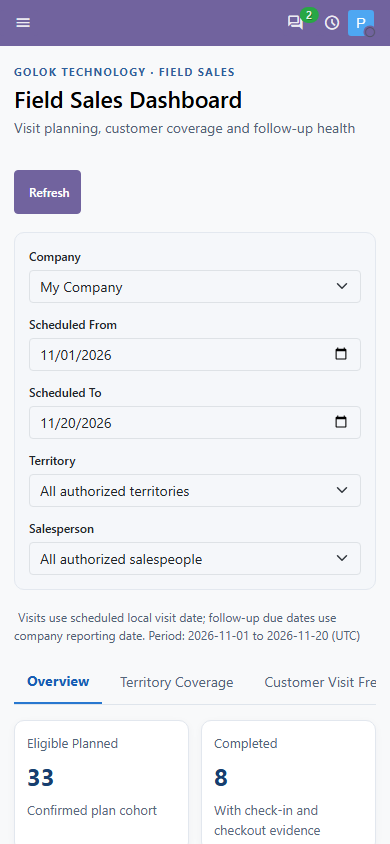 2
P
GOLOK TECHNOLOGY · FIELD SALES
Field Sales Dashboard
Visit planning, customer coverage and follow-up health
Refresh
Company
My Company
Scheduled From
11/01/2026
Scheduled To
11/20/2026
Territory
All authorized territories
Salesperson
All authorized salespeople
Visits use scheduled local visit date; follow-up due dates use
company reporting date. Period: 2026-11-01 to 2026-11-20 (UTC)
Overview Territory Coverage Customer Visit Fre
Eligible Planned
33
Confirmed plan cohort
Completed
8
With check-in and
checkout evidence